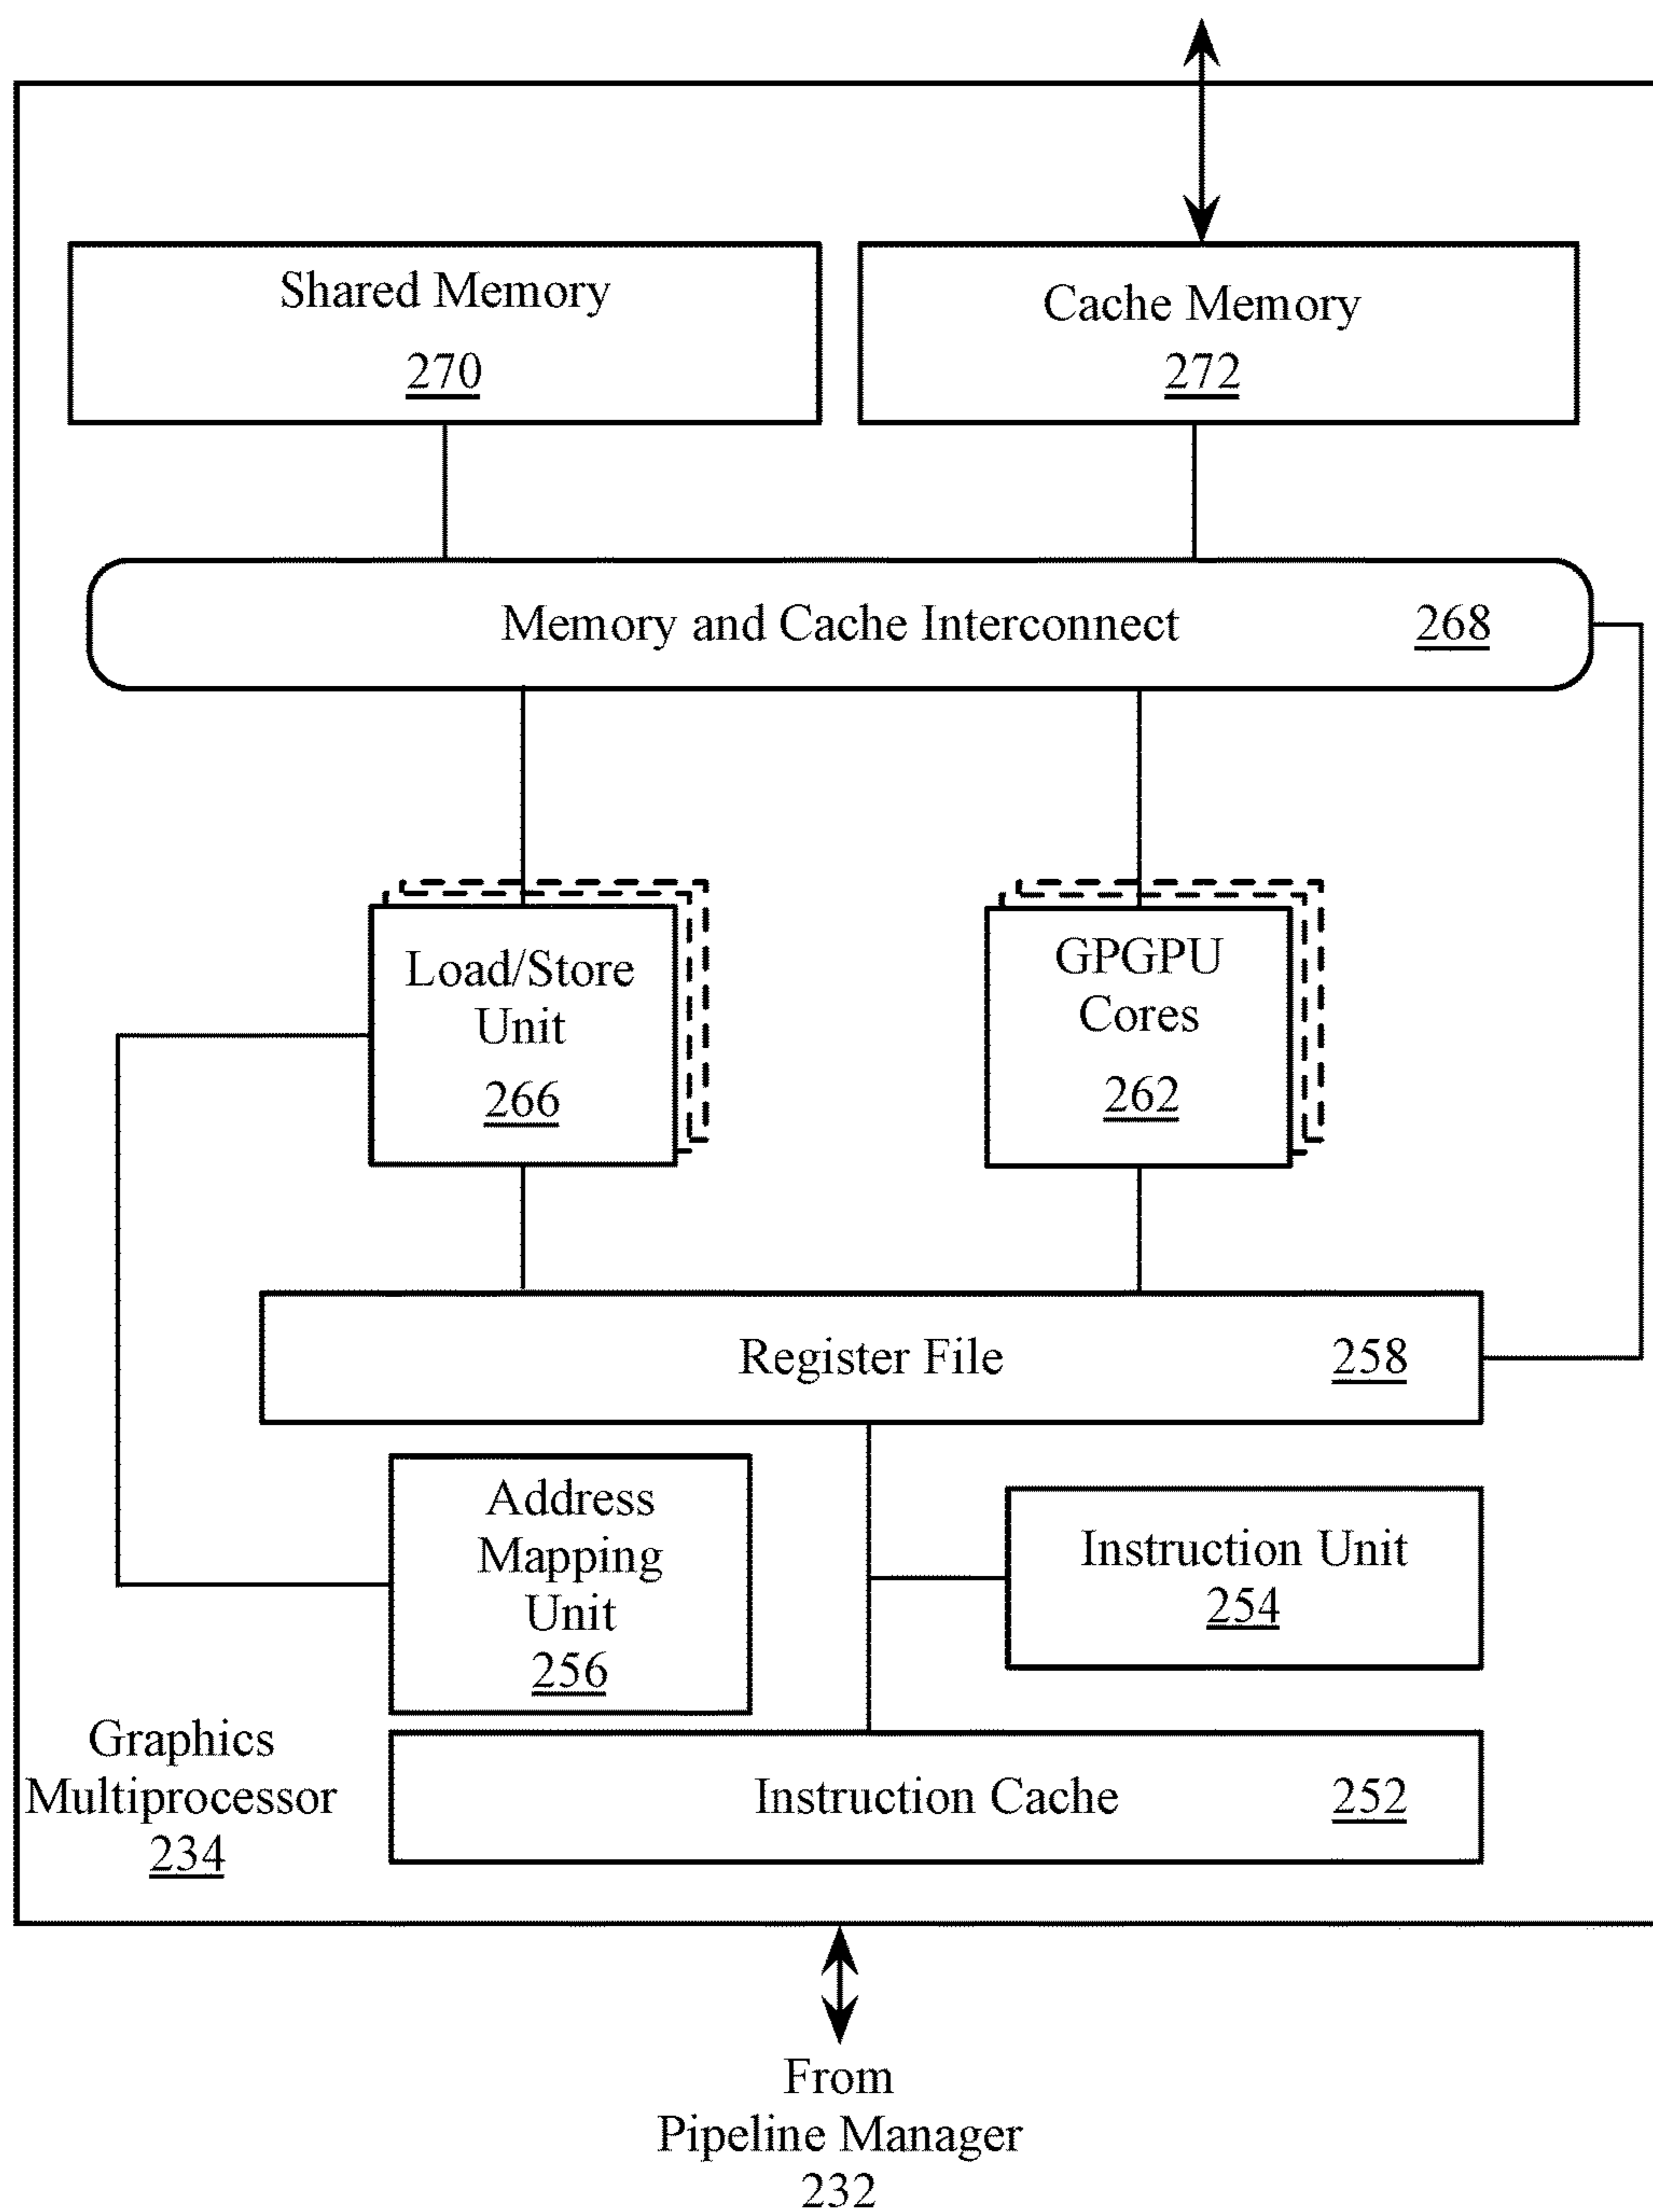 Shared Memory
270
Cache Memory
272
Memory and Cache Interconnect 268
Load/Store
Unit
266
GPGPU
Cores
262
Register File 258
Address
Mapping
Unit
256
Instruction Unit
254
Graphics
Multiprocessor
234
Instruction Cache 252
From
Pipeline Manager
232